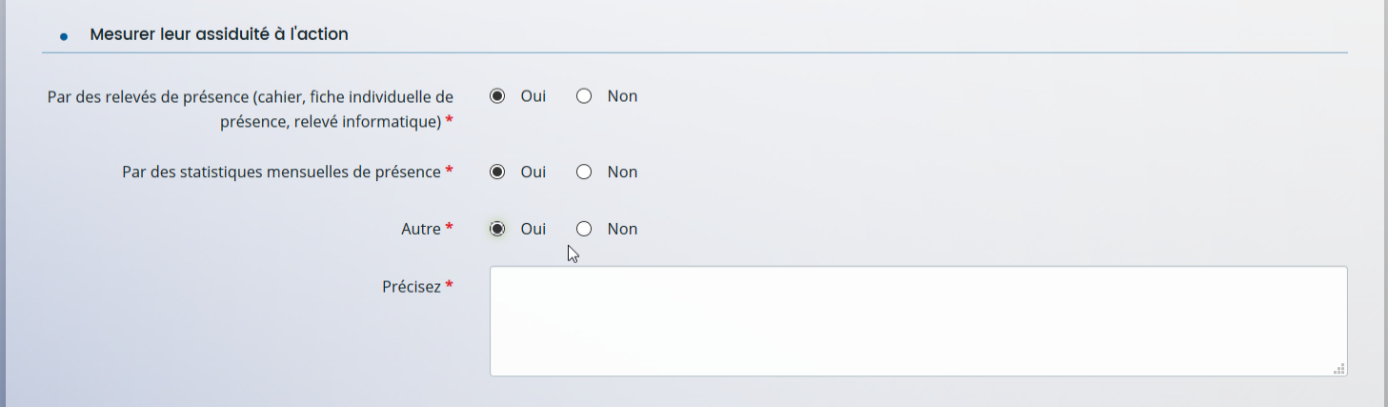 Mesurer leur assiduité à l'action
Par des relevés de présence (cahier, fiche individuelle de
présence, relevé informatique) *
Oui Non
Par des statistiques mensuelles de présence * Oui Non
Autre * Oui Non
Précisez *